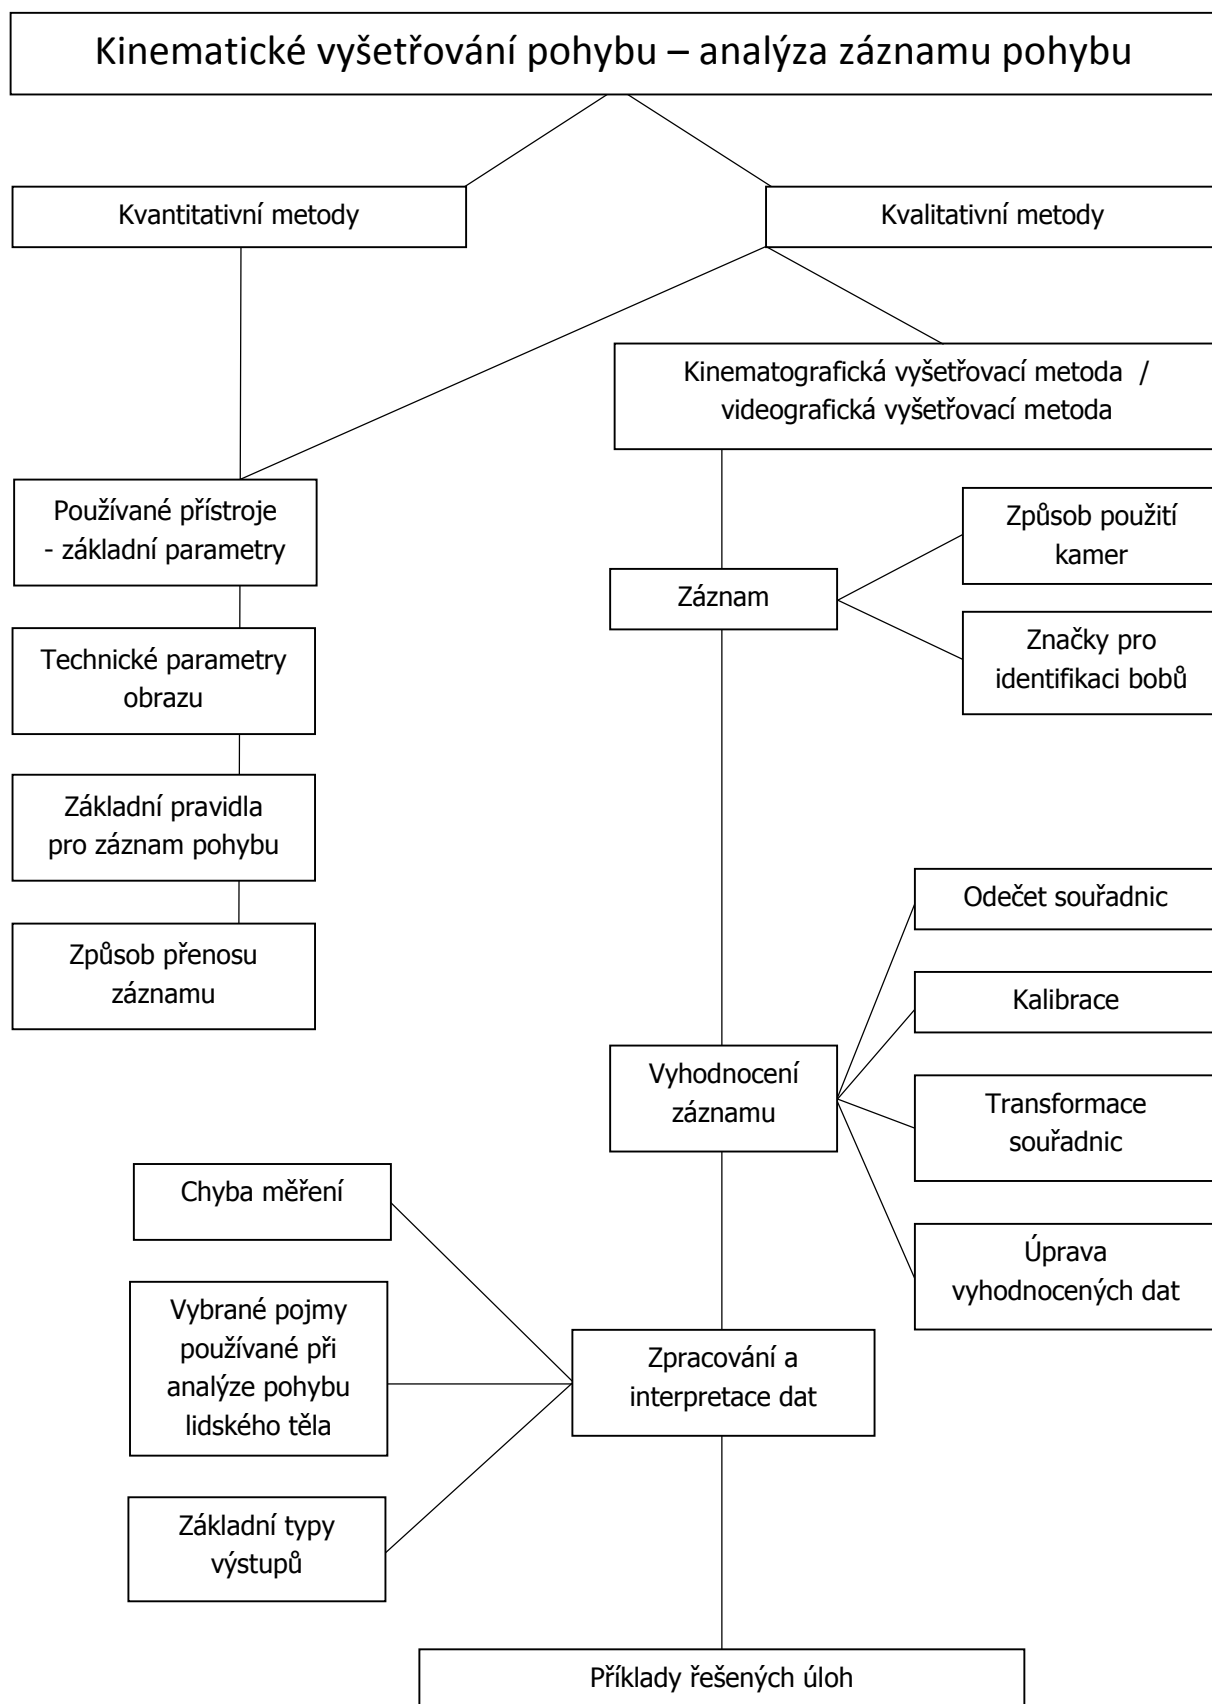 Kinematické vyšetřování pohybu – analýza záznamu pohybu
Kvantitativní metody
Kvalitativní metody
Kinematografická vyšetřovací metoda /
videografická vyšetřovací metoda
Používané přístroje
- základní parametry
Způsob použití
kamer
Záznam
Značky pro
identifikaci bobů
Technické parametry
obrazu
Základní pravidla
pro záznam pohybu
Způsob přenosu
záznamu
Odečet souřadnic
Kalibrace
Vyhodnocení
záznamu
Transformace
souřadnic
Úprava
vyhodnocených dat
Chyba měření
Vybrané pojmy
používané při
analýze pohybu
lidského těla
Zpracování a
interpretace dat
Základní typy
výstupů
Příklady řešených úloh